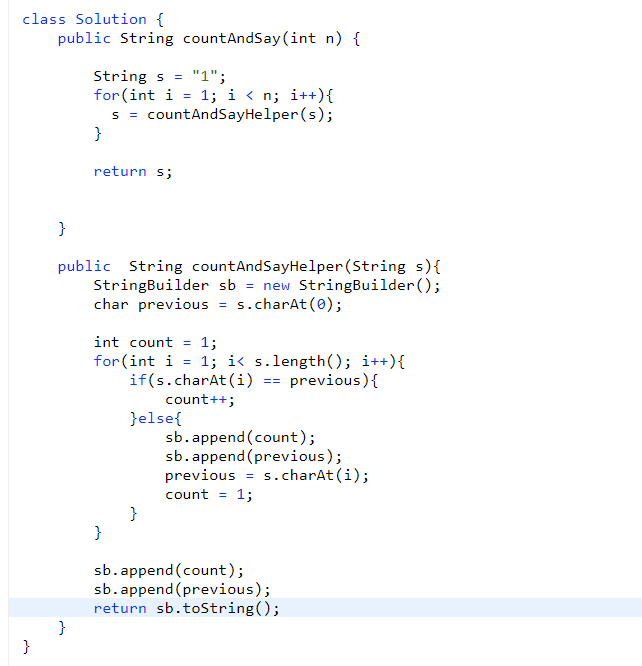 class Solution {
    public String countAndSay(int n) {

        String s = "1";
        for(int i = 1; i < n; i++){
          s = countAndSayHelper(s);
        }

        return s;


    }

    public  String countAndSayHelper(String s){
        StringBuilder sb = new StringBuilder();
        char previous = s.charAt(0);

        int count = 1;
        for(int i = 1; i< s.length(); i++){
            if(s.charAt(i) == previous){
                count++;
            }else{
                sb.append(count);
                sb.append(previous);
                previous = s.charAt(i);
                count = 1;
            }
        }

        sb.append(count);
        sb.append(previous);
        return sb.toString();
    }
}